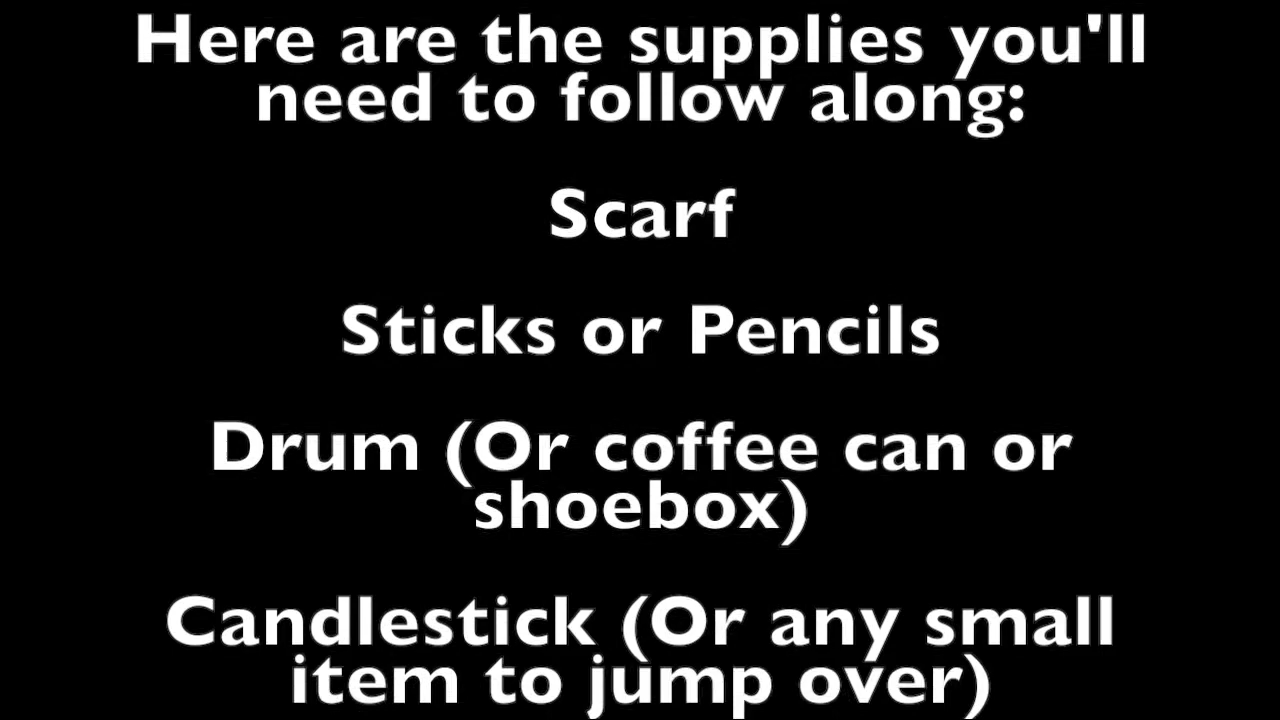 Here are the supplies you'll
need to follow along:
Scarf
Sticks or Pencils
Drum (Or coffee can or
shoebox)
Candlestick (Or any small
item to jump over)